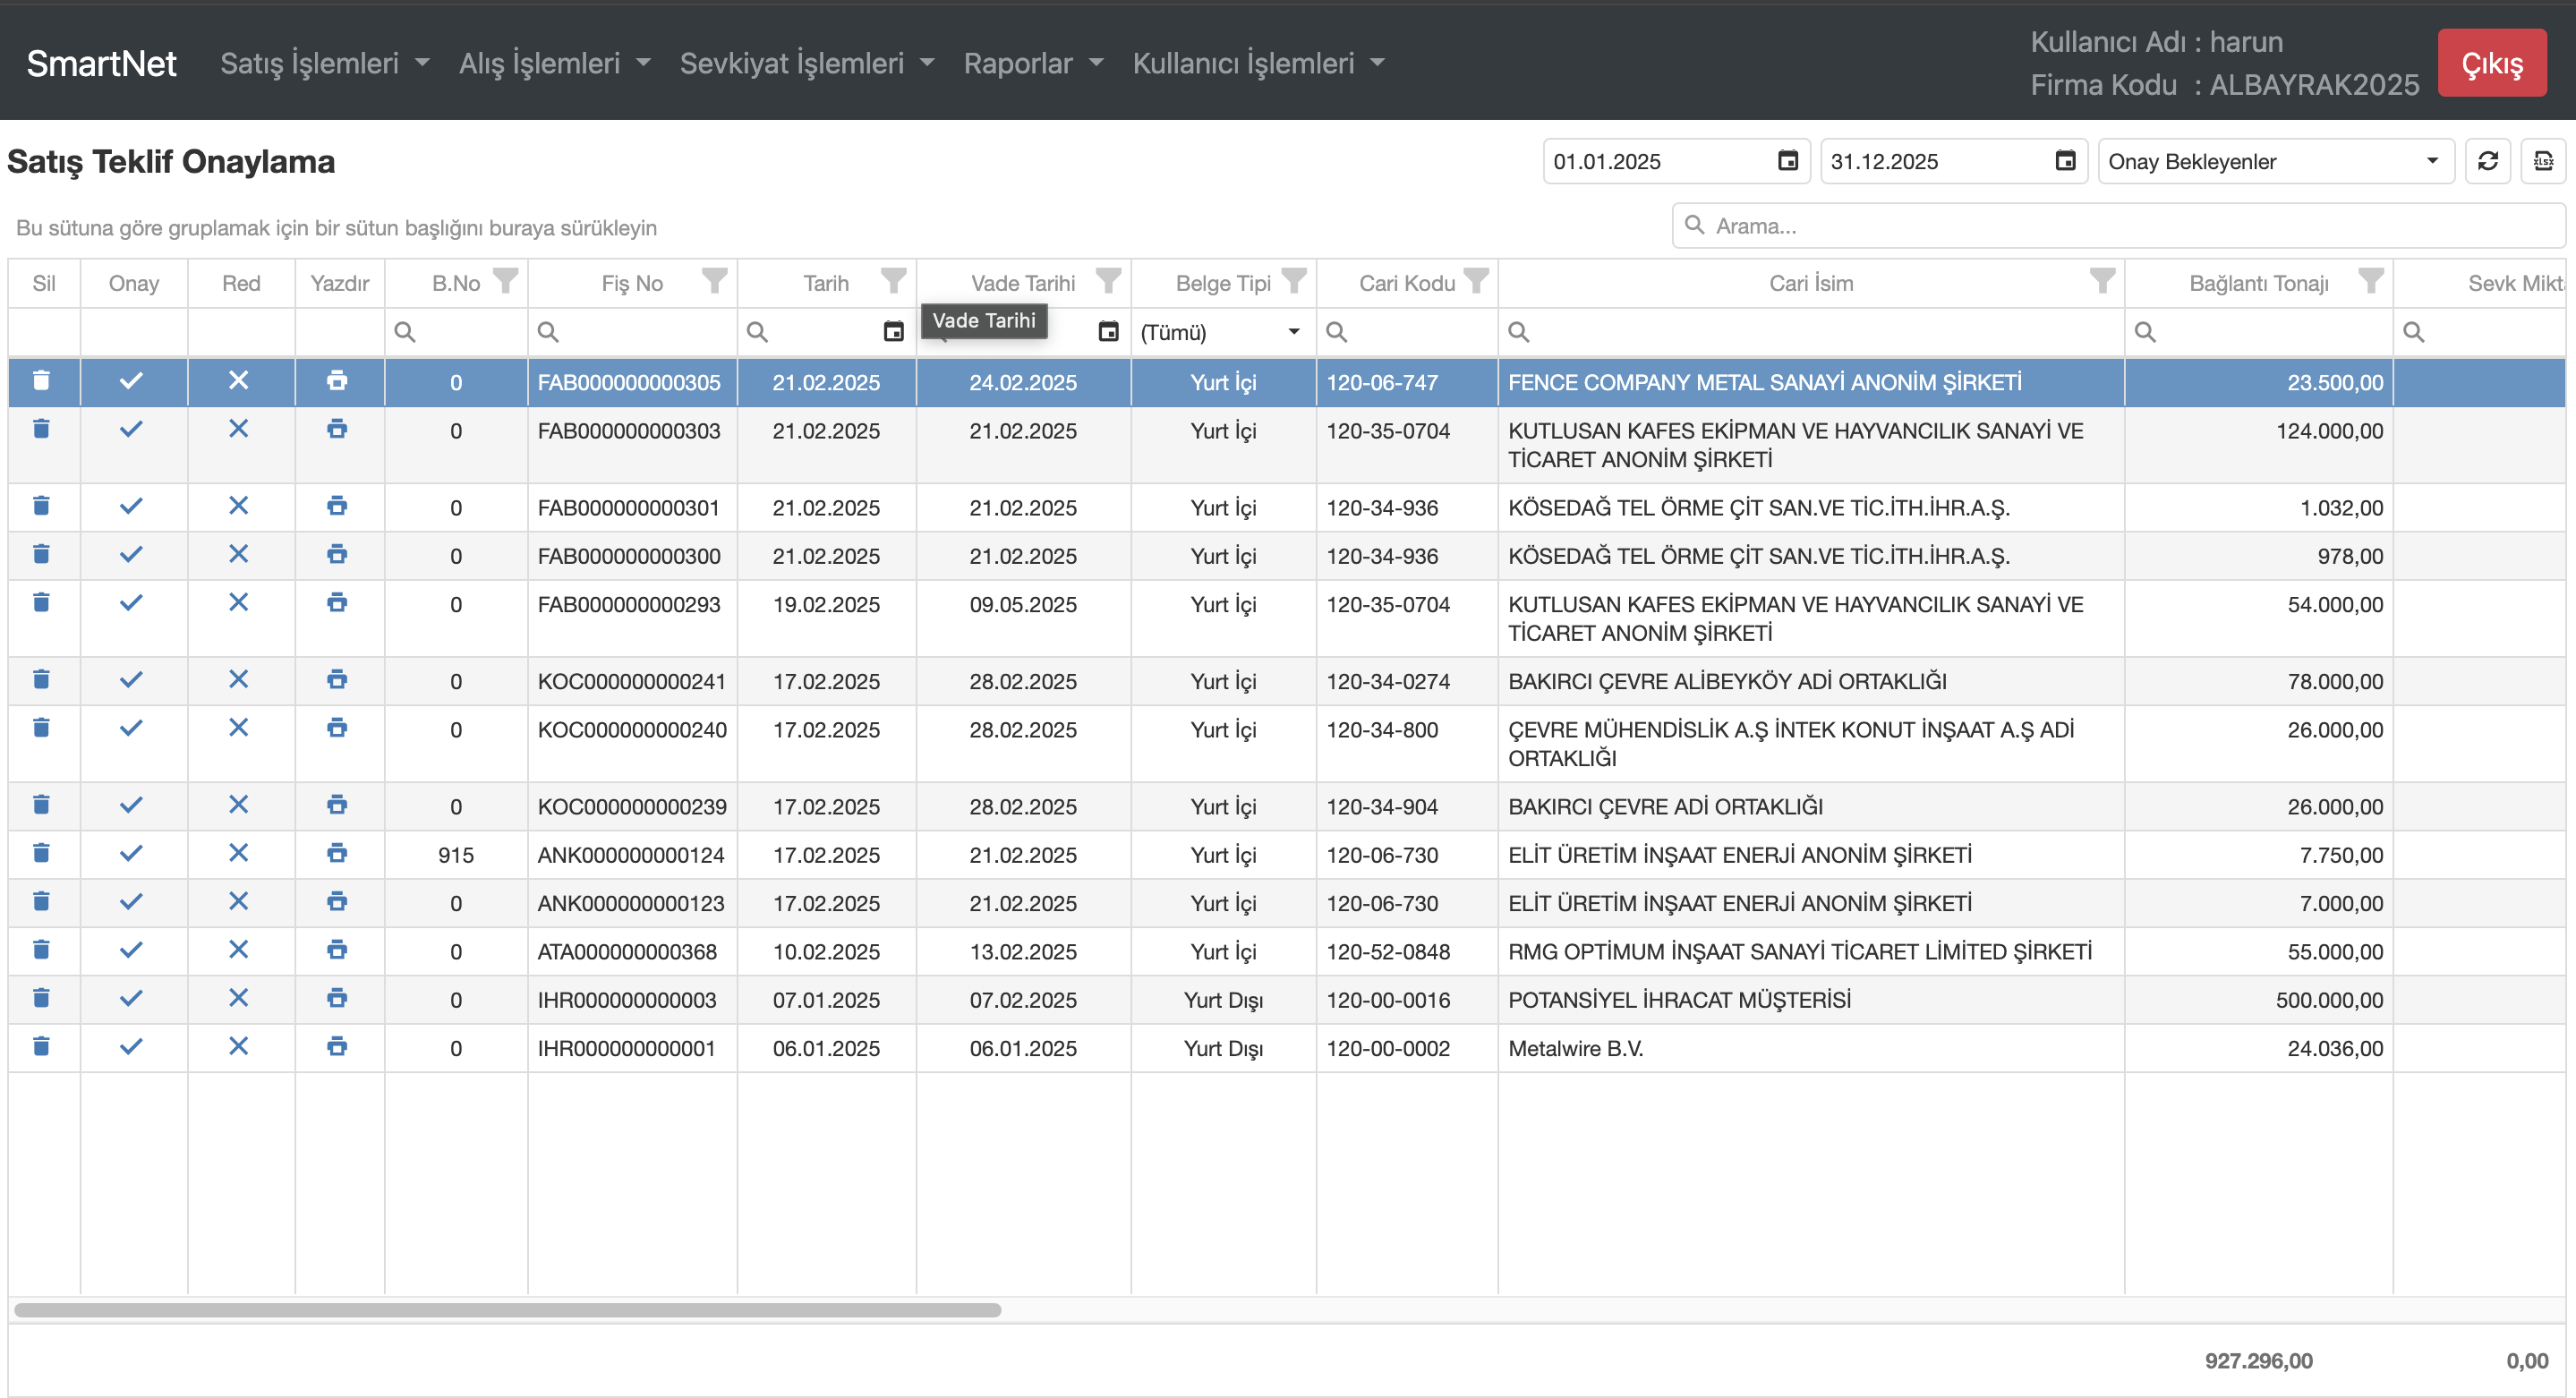 SmartNet Satış İşlemleri Alış İşlemleri Sevkiyat İşlemleri Raporlar Kullanıcı İşlemleri
Kullanıcı Adı : harun
Firma Kodu : ALBAYRAK2025
Çıkış
Satış Teklif Onaylama
01.01.2025 31.12.2025 Onay Bekleyenler
Bu sütuna göre gruplamak için bir sütun başlığını buraya sürükleyin
Arama...
Sil Onay Red Yazdır B.No Fiş No Tarih Vade Tarihi Belge Tipi Cari Kodu Cari İsim Bağlantı Tonajı Sevk Mikt
Vade Tarihi
(Tümü)
0 FAB000000000305 21.02.2025 24.02.2025 Yurt İçi 120-06-747 FENCE COMPANY METAL SANAYİ ANONİM ŞİRKETİ 23.500,00
0 FAB000000000303 21.02.2025 21.02.2025 Yurt İçi 120-35-0704 KUTLUSAN KAFES EKİPMAN VE HAYVANCILIK SANAYİ VE 124.000,00
TİCARET ANONİM ŞİRKETİ
0 FAB000000000301 21.02.2025 21.02.2025 Yurt İçi 120-34-936 KÖSEDAĞ TEL ÖRME ÇİT SAN.VE TİC.İTH.İHR.A.Ş. 1.032,00
0 FAB000000000300 21.02.2025 21.02.2025 Yurt İçi 120-34-936 KÖSEDAĞ TEL ÖRME ÇİT SAN.VE TİC.İTH.İHR.A.Ş. 978,00
0 FAB000000000293 19.02.2025 09.05.2025 Yurt İçi 120-35-0704 KUTLUSAN KAFES EKİPMAN VE HAYVANCILIK SANAYİ VE 54.000,00
TİCARET ANONİM ŞİRKETİ
0 KOC000000000241 17.02.2025 28.02.2025 Yurt İçi 120-34-0274 BAKIRCI ÇEVRE ALİBEYKÖY ADİ ORTAKLIĞI 78.000,00
0 KOC000000000240 17.02.2025 28.02.2025 Yurt İçi 120-34-800 ÇEVRE MÜHENDİSLİK A.Ş İNTEK KONUT İNŞAAT A.Ş ADİ 26.000,00
ORTAKLIĞI
0 KOC000000000239 17.02.2025 28.02.2025 Yurt İçi 120-34-904 BAKIRCI ÇEVRE ADİ ORTAKLIĞI 26.000,00
915 ANK000000000124 17.02.2025 21.02.2025 Yurt İçi 120-06-730 ELİT ÜRETİM İNŞAAT ENERJİ ANONİM ŞİRKETİ 7.750,00
0 ANK000000000123 17.02.2025 21.02.2025 Yurt İçi 120-06-730 ELİT ÜRETİM İNŞAAT ENERJİ ANONİM ŞİRKETİ 7.000,00
0 ATA000000000368 10.02.2025 13.02.2025 Yurt İçi 120-52-0848 RMG OPTİMUM İNŞAAT SANAYİ TİCARET LİMİTED ŞİRKETİ 55.000,00
0 IHR000000000003 07.01.2025 07.02.2025 Yurt Dışı 120-00-0016 POTANSİYEL İHRACAT MÜŞTERİSİ 500.000,00
0 IHR000000000001 06.01.2025 06.01.2025 Yurt Dışı 120-00-0002 Metalwire B.V. 24.036,00
927.296,00 0,00